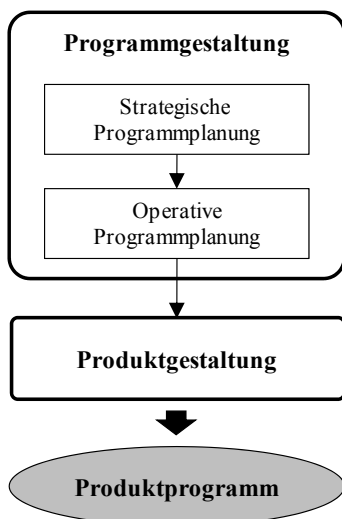 Programmgestaltung
Strategische
Programmplanung
Operative
Programmplanung
Produktgestaltung
Produktprogramm